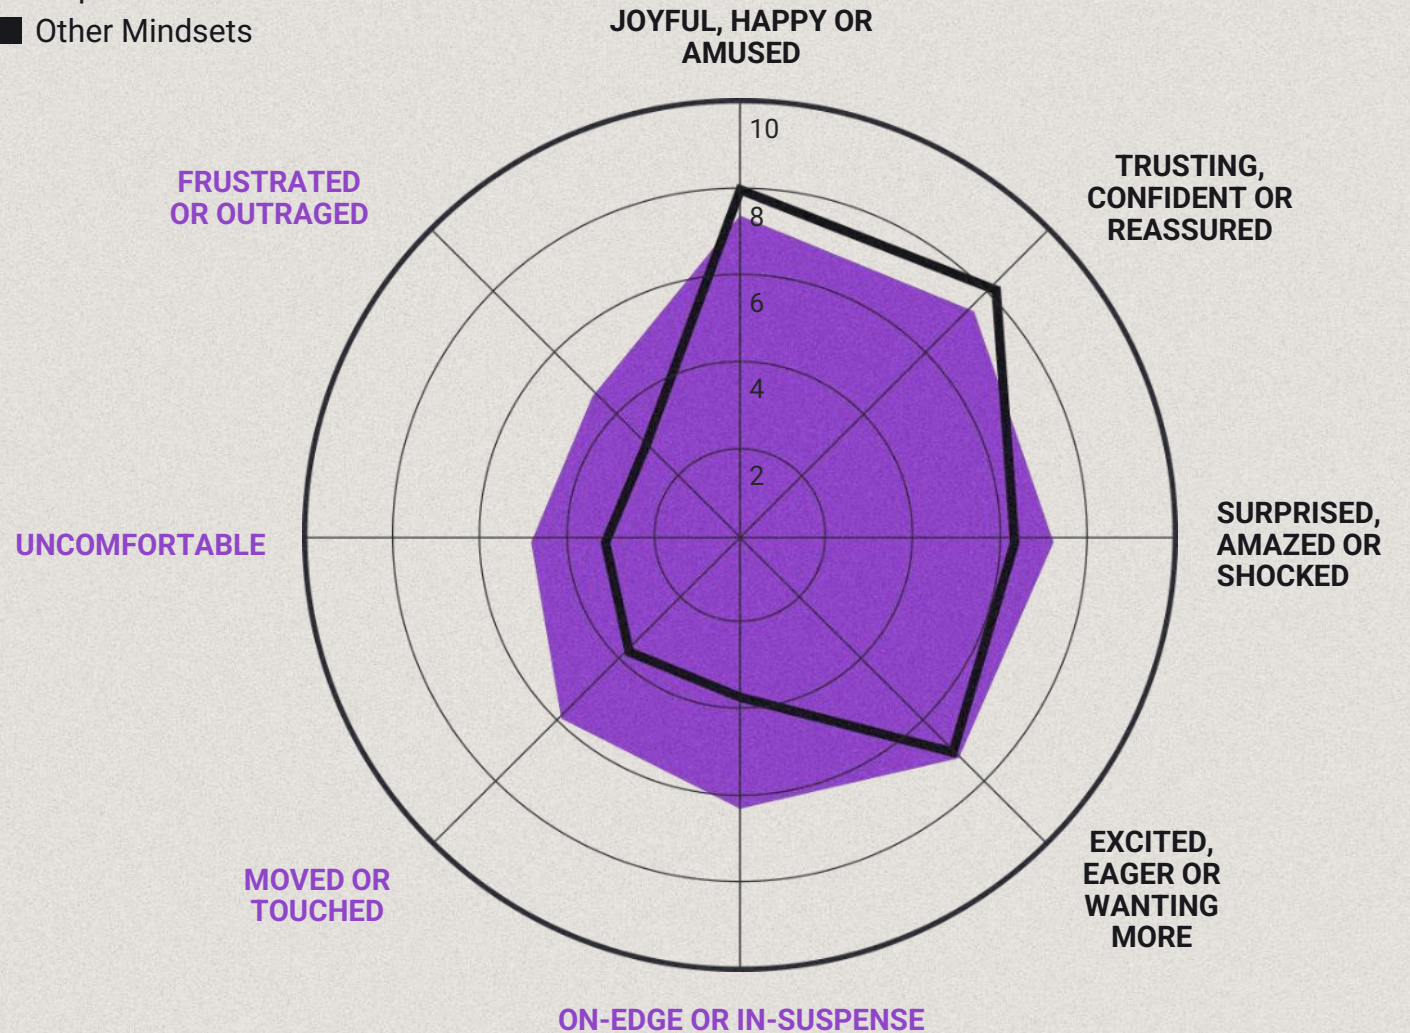 Other Mindsets
JOYFUL, HAPPY OR
AMUSED
10
8
6
4
2
TRUSTING,
CONFIDENT OR
REASSURED
SURPRISED,
AMAZED OR
SHOCKED
EXCITED,
EAGER OR
WANTING
MORE
ON-EDGE OR IN-SUSPENSE
MOVED OR
TOUCHED
UNCOMFORTABLE
FRUSTRATED
OR OUTRAGED